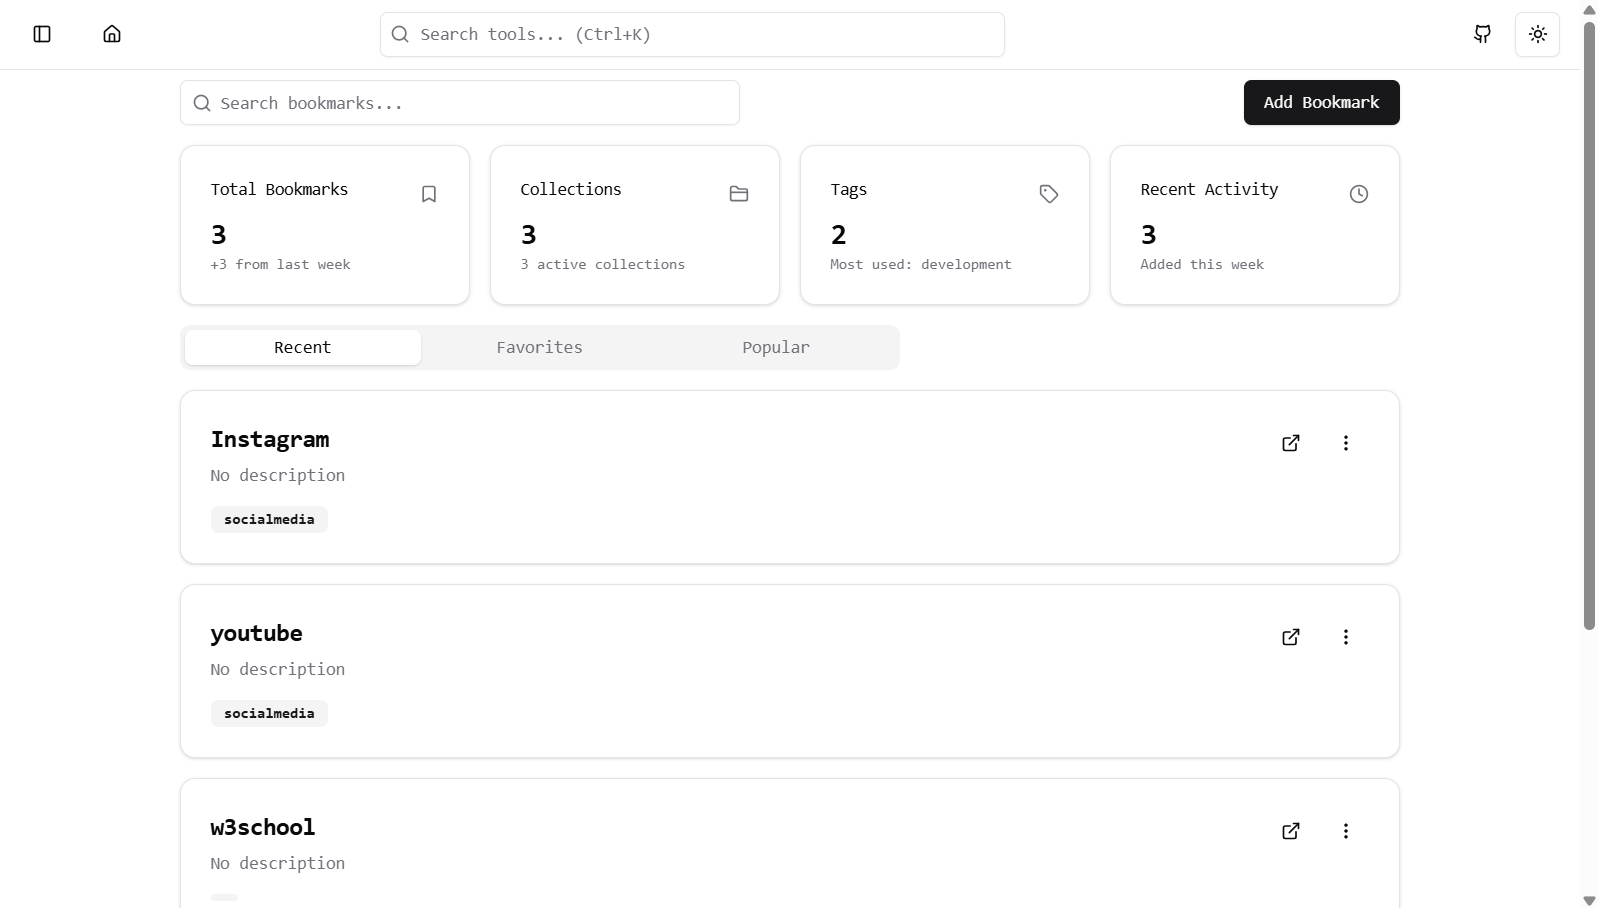 Search tools... (Ctrl+K)
Search bookmarks...
Add Bookmark
Total Bookmarks
3
+3 from last week
Collections
3
3 active collections
Tags
2
Most used: development
Recent Activity
3
Added this week
Recent
Favorites
Popular
Instagram
No description
socialmedia
youtube
No description
socialmedia
w3school
No description